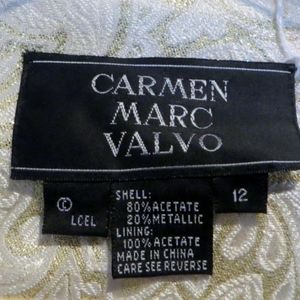 CARMEN
MARC
VALVO
©
LCEL
SHELL:
80% ACETATE
20% METALLIC
LINING:
100% ACETATE
MADE IN CHINA
CARE SEE REVERSE
12